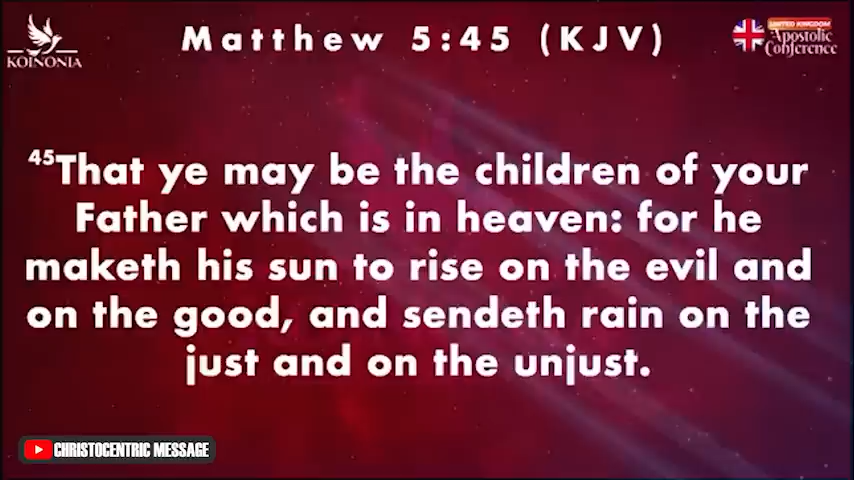 KOINONIA
Matthew 5:45 (KJV)
UNITED KINGDOM
Apostolic
Conference
45That ye may be the children of your
Father which is in heaven: for he
maketh his sun to rise on the evil and
on the good, and sendeth rain on the
just and on the unjust.
CHRISTOCENTRIC MESSAGE